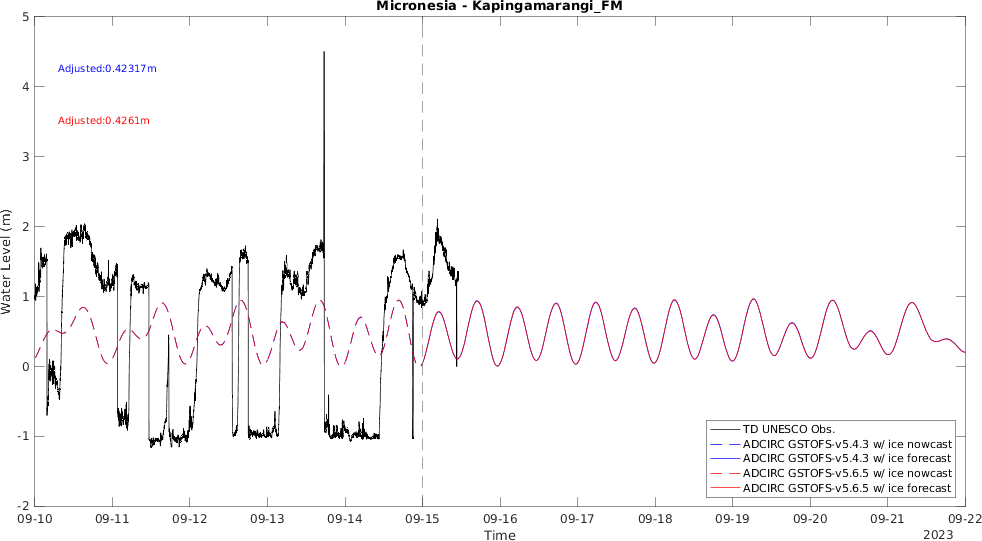 Micronesia - Kapingamarangi_FM
5
4
3
2
1
0
-1
-2
Water Level (m)
Adjusted:0.42317m
Adjusted:0.4261m
TD UNESCO Obs.
ADCIRC GSTOFS-v5.4.3 w/ ice nowcast
ADCIRC GSTOFS-v5.4.3 w/ ice forecast
ADCIRC GSTOFS-v5.6.5 w/ ice nowcast
ADCIRC GSTOFS-v5.6.5 w/ ice forecast
09-10 09-11 09-12 09-13 09-14 09-15 09-16 09-17 09-18 09-19 09-20 09-21 09-22
Time
2023